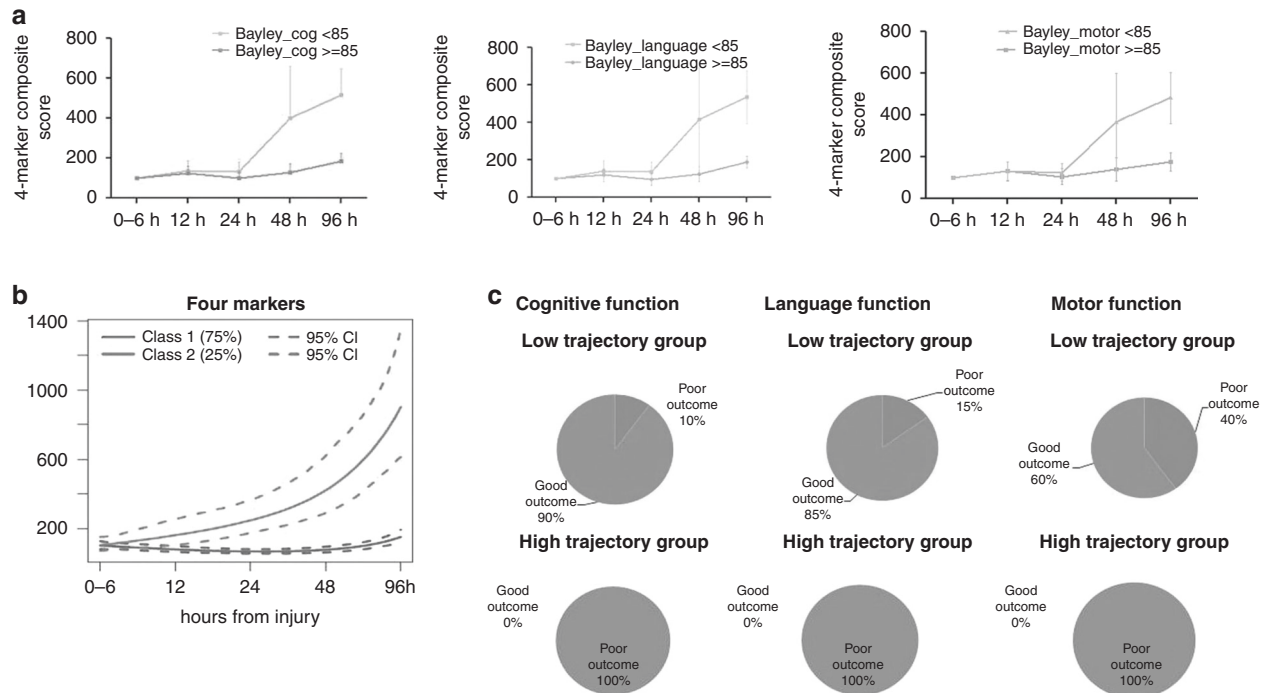 a
4-marker composite
score
800
600
400
200
0
Bayley_cog <85
Bayley_cog >=85
0–6 h 12 h 24 h 48 h 96 h
4-marker composite
score
800
600
400
200
0
Bayley_language <85
Bayley_language >=85
0–6 h 12 h 24 h 48 h 96 h
4-marker composite
score
800
600
400
200
0
Bayley_motor <85
Bayley_motor >=85
0–6 h 12 h 24 h 48 h 96 h
b
Four markers
1400
1000
600
200
Class 1 (75%)
Class 2 (25%)
95% CI
95% CI
0–6 12 24 48 96h
hours from injury
c
Cognitive function
Low trajectory group
Poor
outcome
10%
Good
outcome
90%
High trajectory group
Good
outcome
0%
Poor
outcome
100%
Language function
Low trajectory group
Poor
outcome
15%
Good
outcome
85%
High trajectory group
Good
outcome
0%
Poor
outcome
100%
Motor function
Low trajectory group
Poor
outcome
40%
Good outcome
60%
High trajectory group
Good
outcome
0%
Poor
outcome
100%